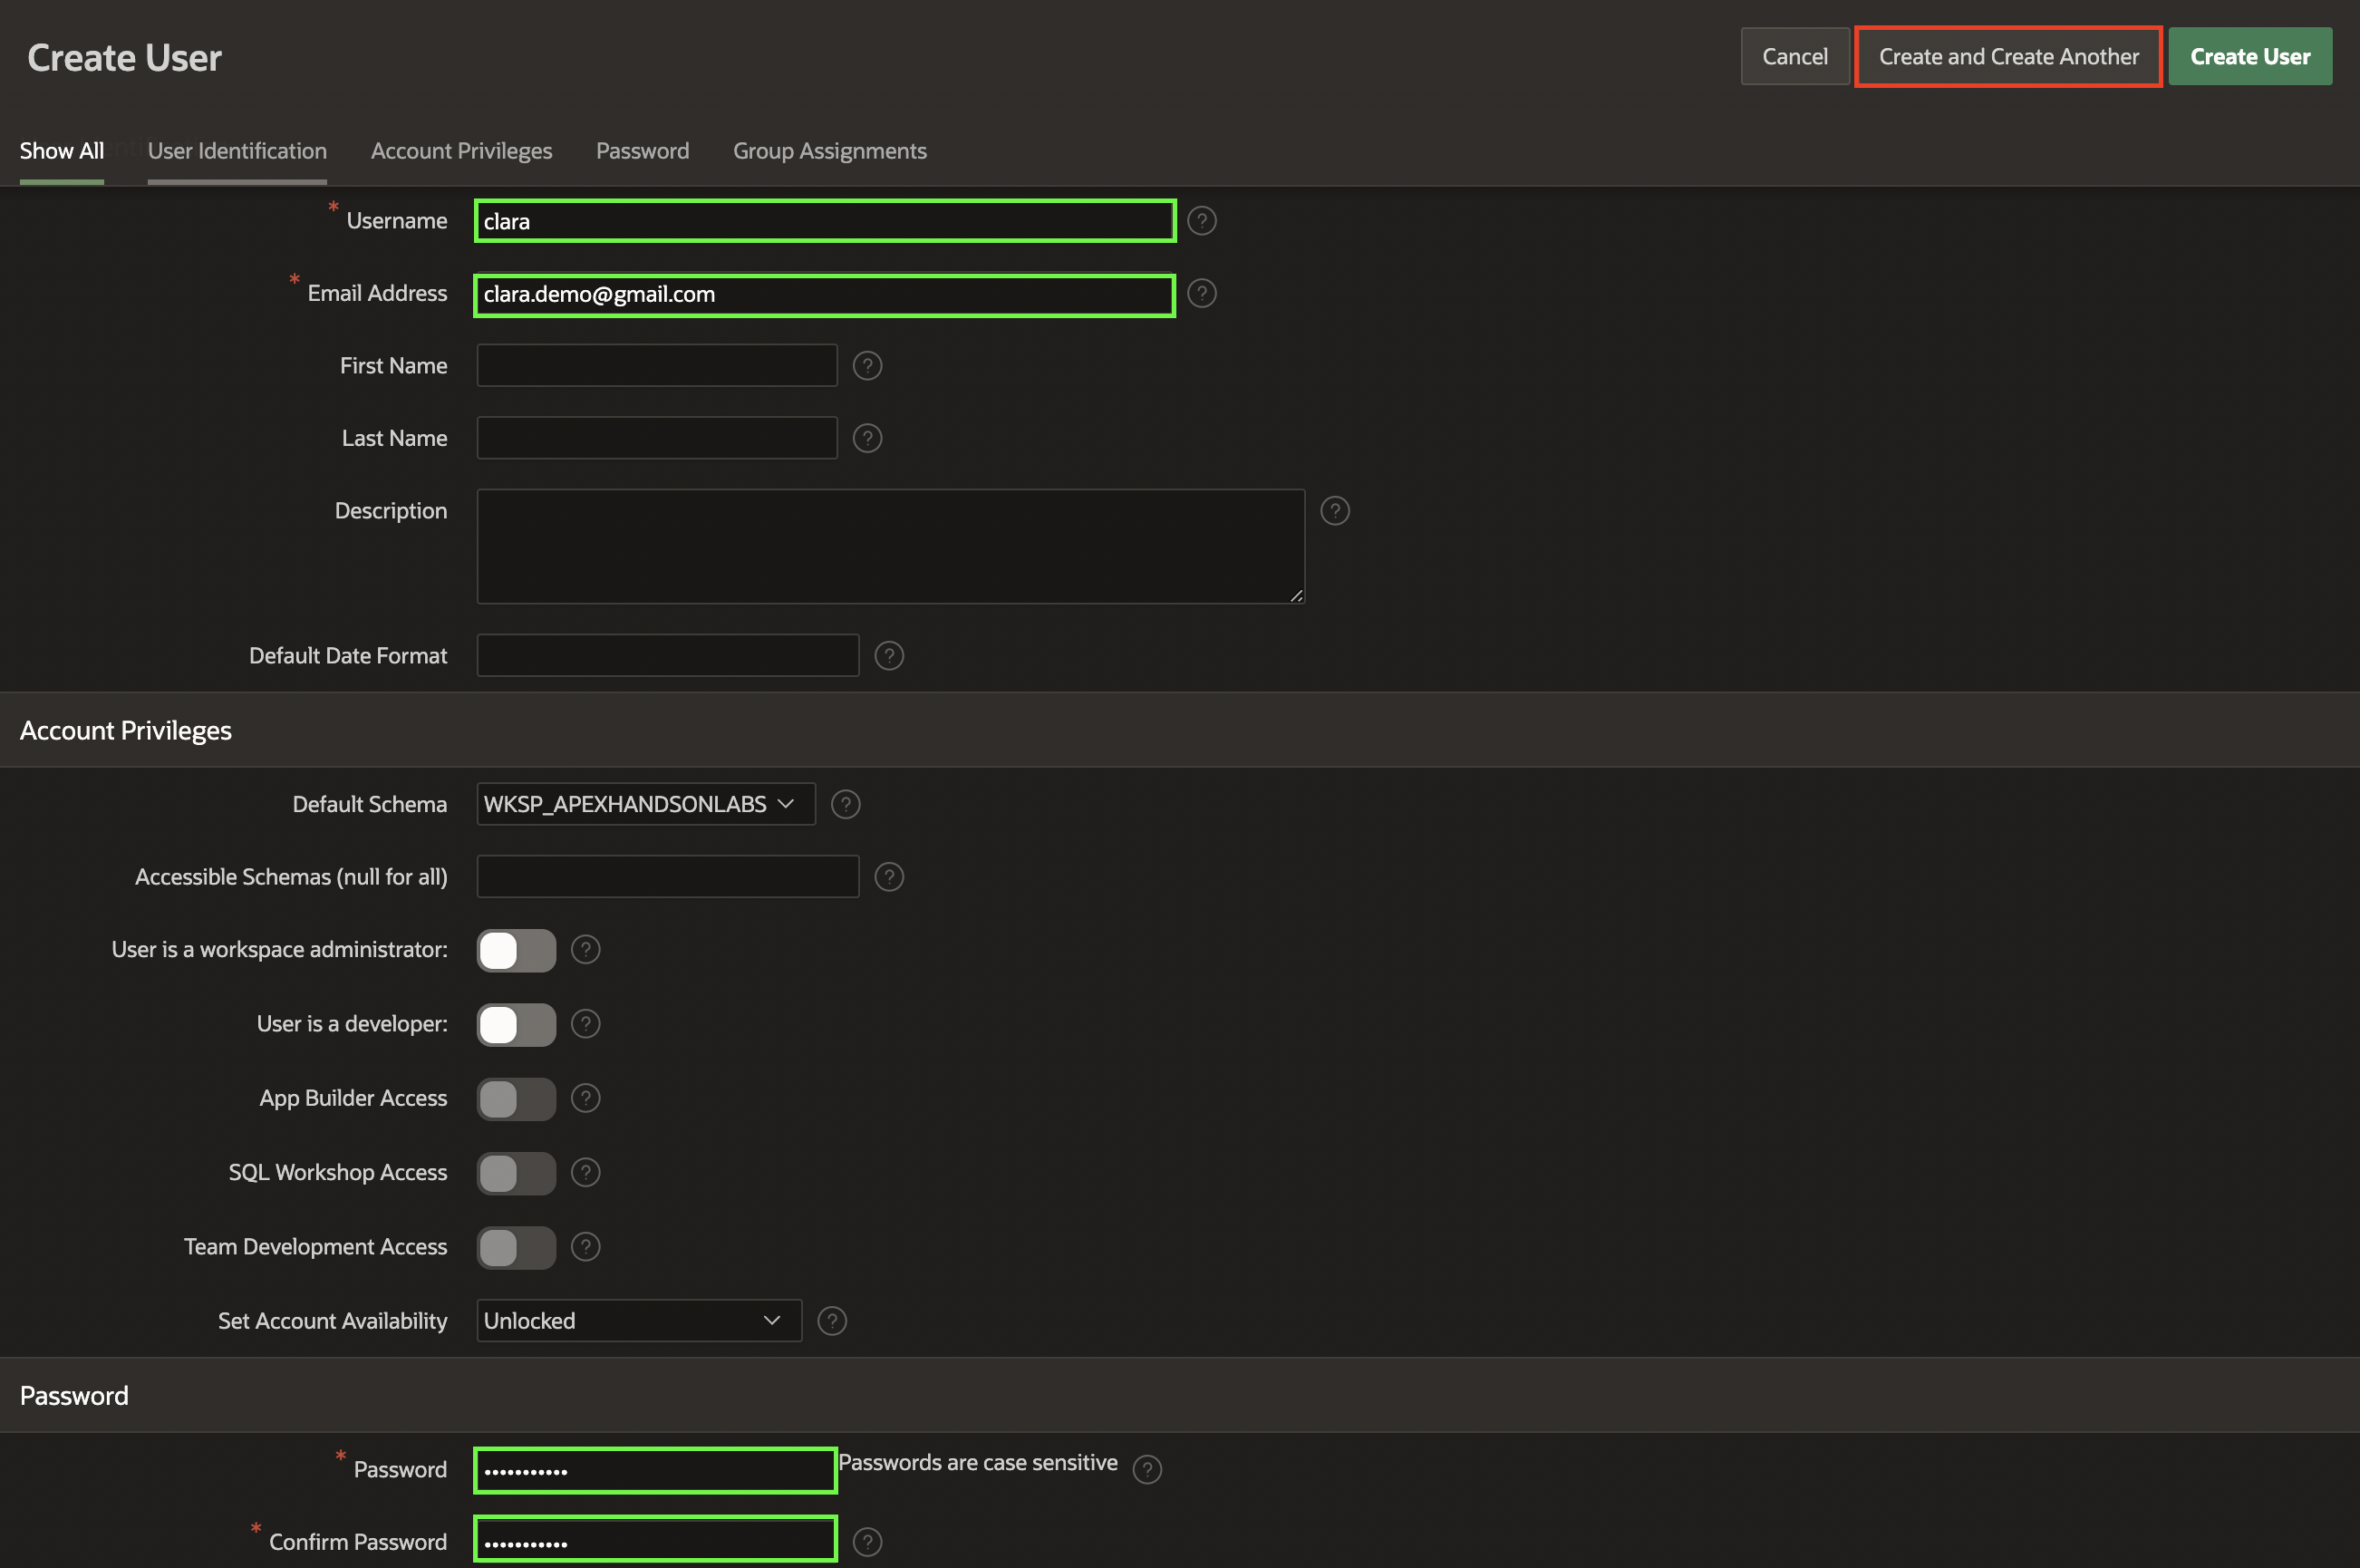 Create User
Cancel
Create and Create Another
Create User
Show All
User Identification
Account Privileges
Password
Group Assignments
* Username
clara
?
* Email Address
clara.demo@gmail.com
?
First Name
?
Last Name
?
Description
?
Default Date Format
?
Account Privileges
Default Schema
WKSP_APEXHANDSONLABS
?
Accessible Schemas (null for all)
?
User is a workspace administrator:
?
User is a developer:
?
App Builder Access
?
SQL Workshop Access
?
Team Development Access
?
Set Account Availability
Unlocked
?
Password
* Password
•••••••••••
Passwords are case sensitive
?
* Confirm Password
•••••••••••
?